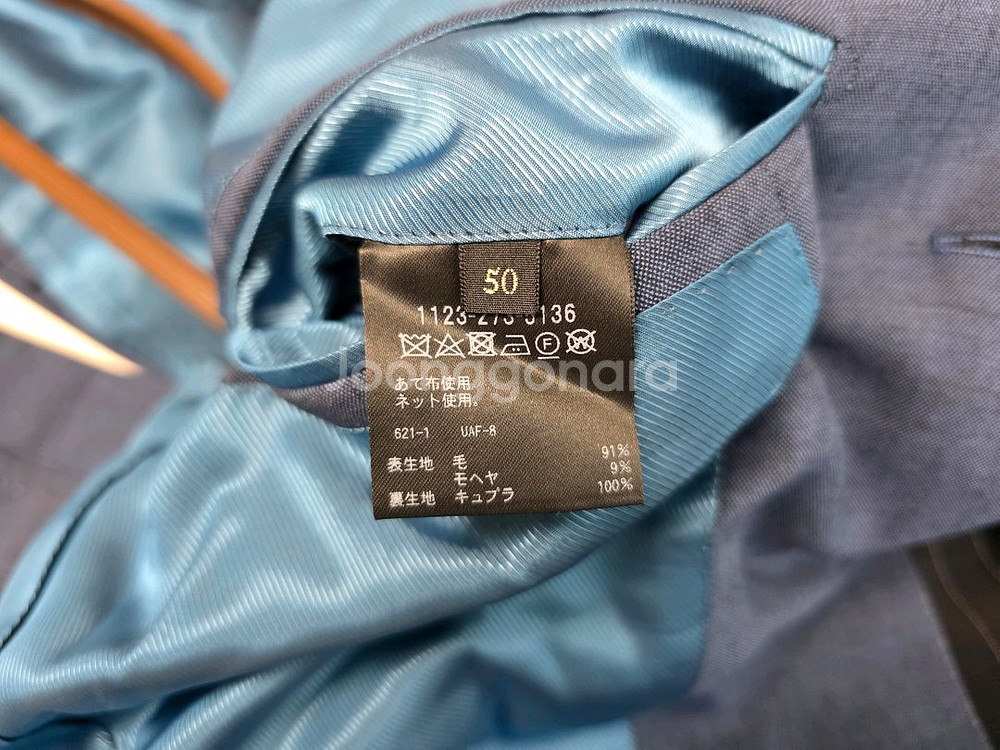 50
あて布使用。
ネット使用。
621-1 UAF-8
表生地 毛 91%
モヘヤ 9%
裏生地 キュプラ 100%
joonggonara